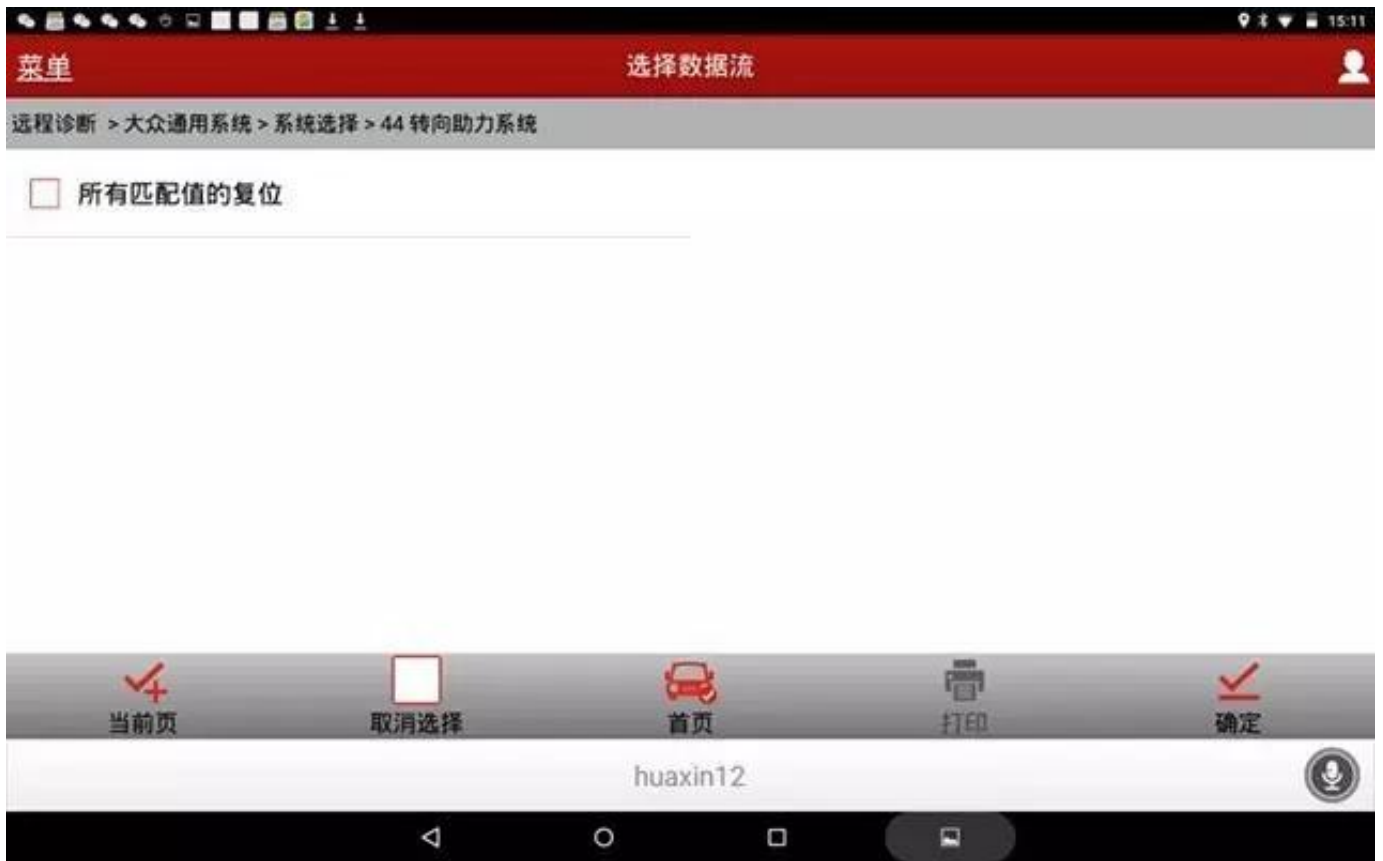 15:11
菜单
选择数据流
远程诊断 > 大众通用系统 > 系统选择 > 44 转向助力系统
所有匹配值的复位
当前页
取消选择
首页
打印
确定
huaxin12